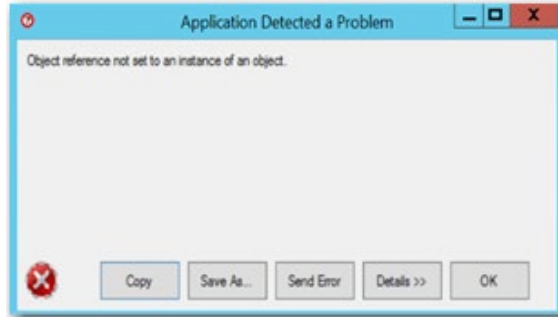 Application Detected a Problem
Object reference not set to an instance of an object.
Copy
Save As...
Send Error
Details >>
OK